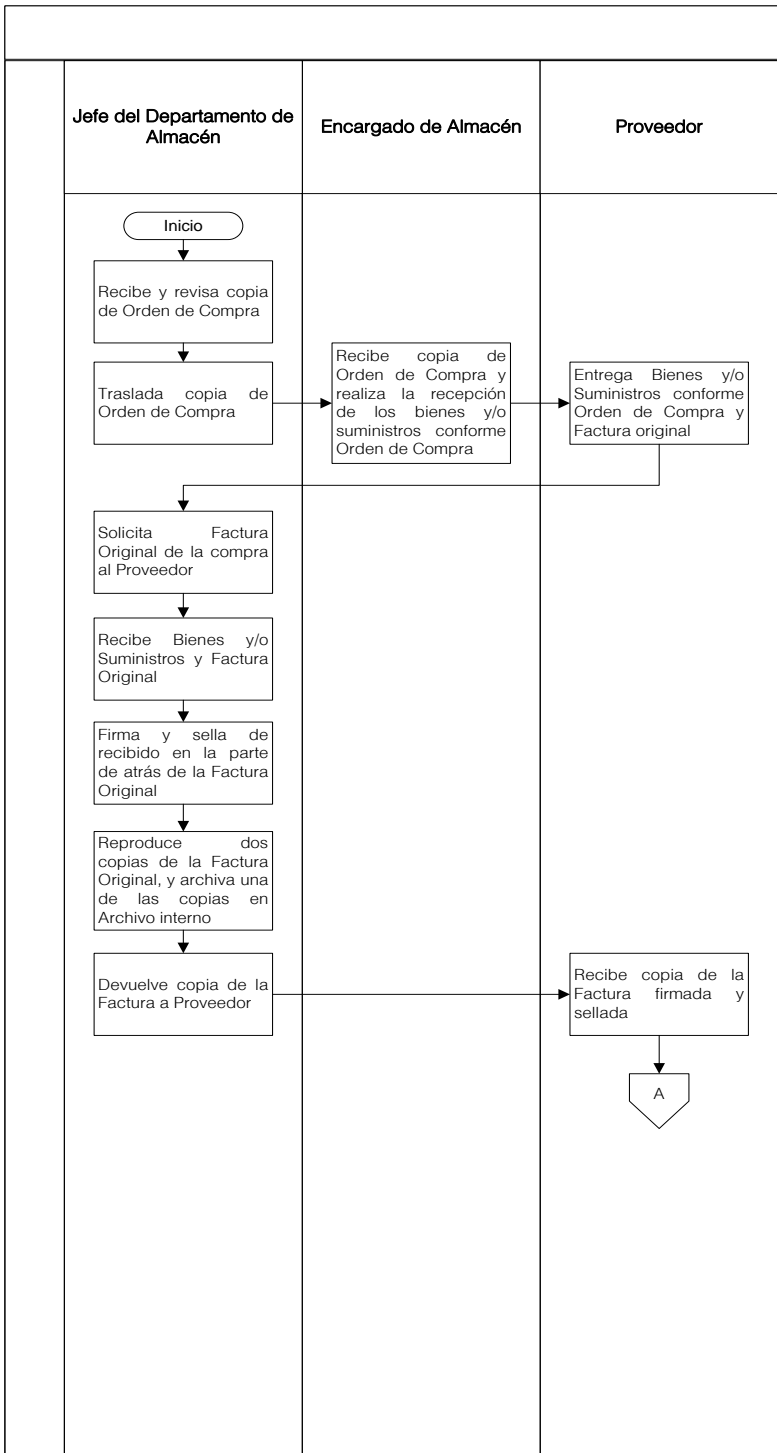 Jefe del Departamento de
Almacén
Encargado de Almacén
Proveedor
Inicio
Recibe y revisa copia
de Orden de Compra
Traslada copia de
Orden de Compra
Recibe copia de
Orden de Compra y
realiza la recepción
de los bienes y/o
suministros conforme
Orden de Compra
Entrega Bienes y/o
Suministros conforme
Orden de Compra y
Factura original
Solicita Factura
Original de la compra
al Proveedor
Recibe Bienes y/o
Suministros y Factura
Original
Firma y sella de
recibido en la parte
de atrás de la Factura
Original
Reproduce dos
copias de la Factura
Original, y archiva una
de las copias en
Archivo interno
Devuelve copia de la
Factura a Proveedor
Recibe copia de la
Factura firmada y
sellada
A